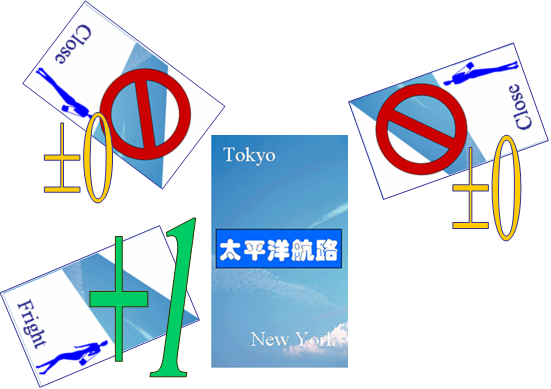 Close
Close
±0
±0
Tokyo
太平洋航路
New York
Fright
+1